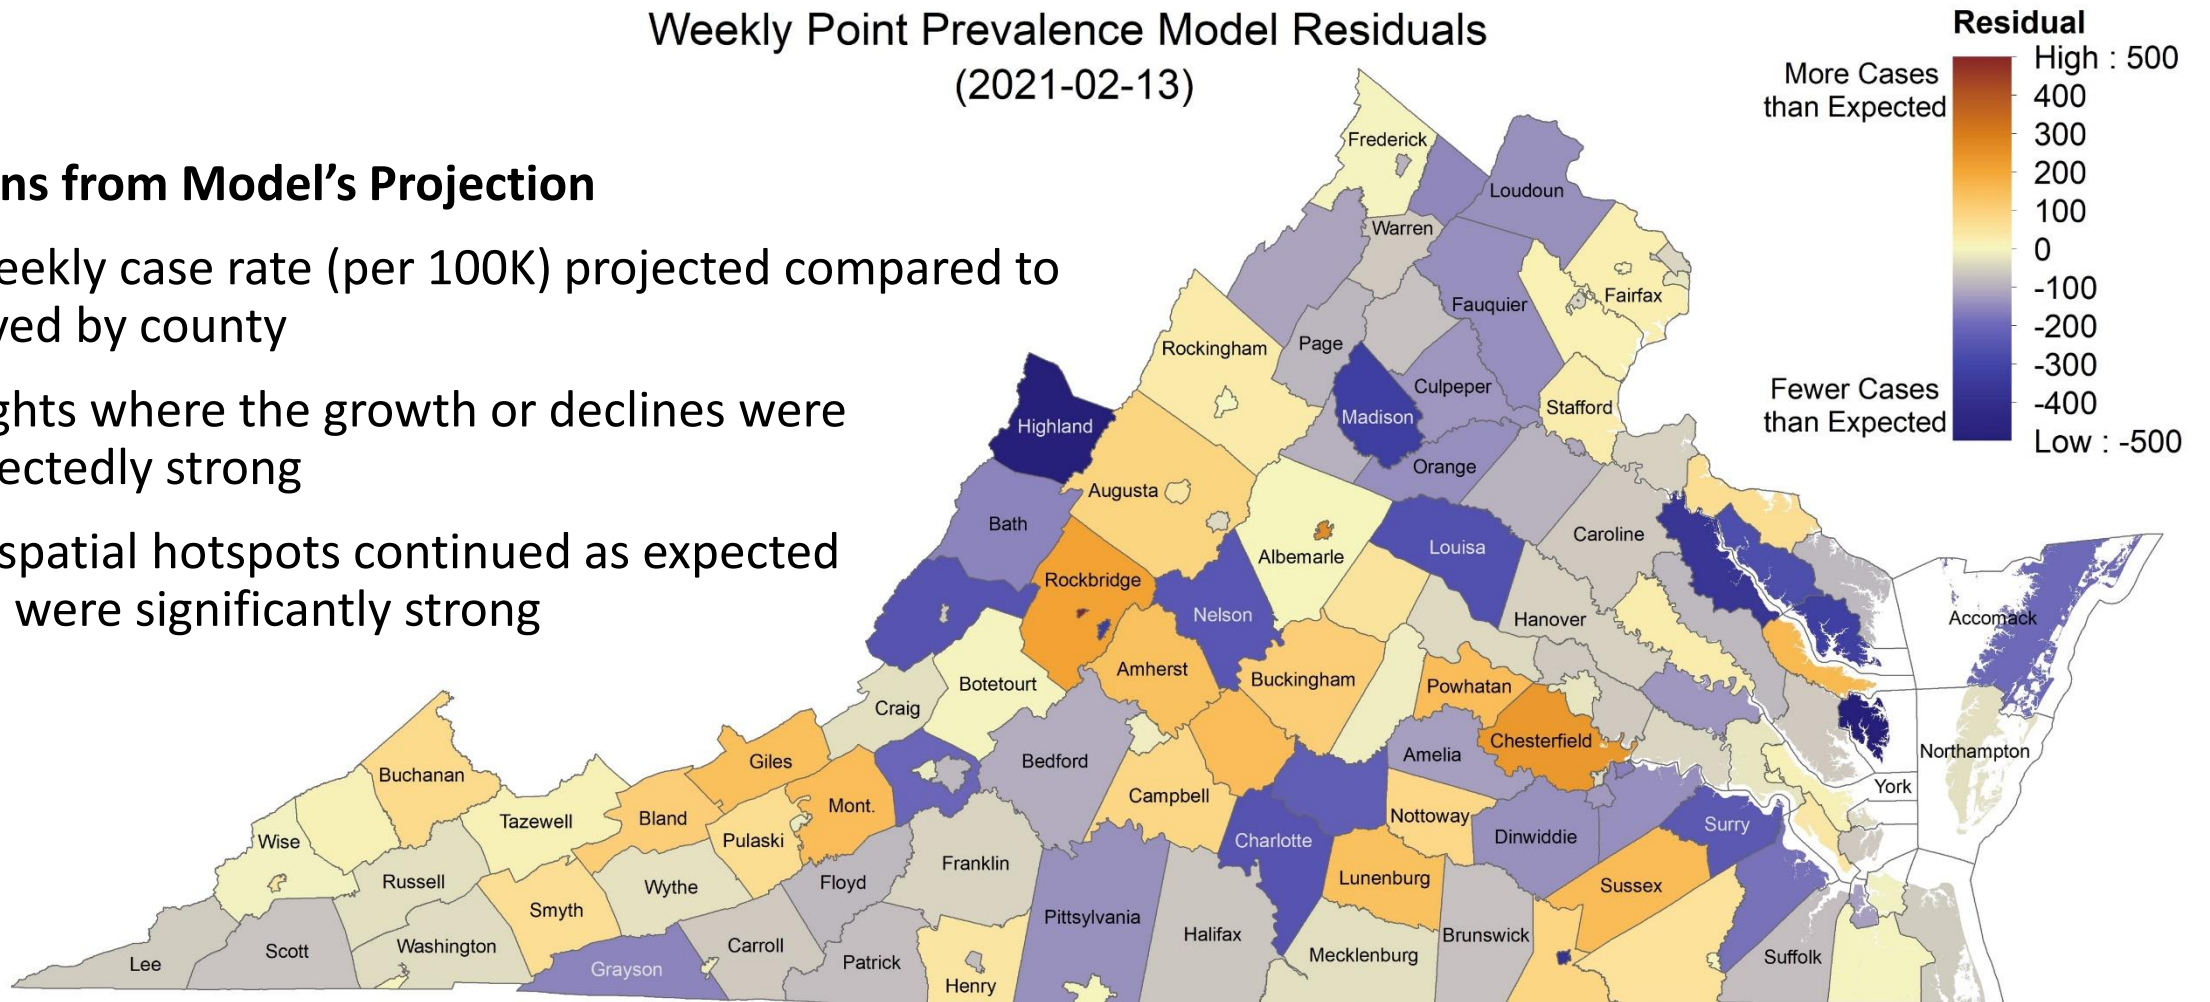 Weekly Point Prevalence Model Residuals
(2021-02-13)
ns from Model's Projection
eekly case rate (per 100K) projected compared to
ved by county
ghts where the growth or declines were
ectedly strong
spatial hotspots continued as expected
were significantly strong
Residual
More Cases
than Expected
Fewer Cases
than Expected
High : 500
400
300
200
100
0
-100
-200
-300
-400
Low : -500
Frederick
Loudoun
Warren
Fauquier
Fairfax
Rockingham
Page
Culpeper
Madison
Stafford
Highland
Orange
Augusta
Bath
Caroline
Louisa
Albemarle
Rockbridge
Nelson
Hanover
Accomack
Amherst
Buckingham
Powhatan
Botetourt
Craig
Chesterfield
Amelia
Northampton
Bedford
Giles
Buchanan
York
Campbell
Mont.
Bland
Nottoway
Tazewell
Pulaski
Charlotte
Dinwiddie
Surry
Wise
Franklin
Russell
Wythe
Floyd
Lunenburg
Sussex
Smyth
Pittsylvania
Halifax
Brunswick
Washington
Carroll
Scott
Mecklenburg
Suffolk
Lee
Grayson
Patrick
Henry